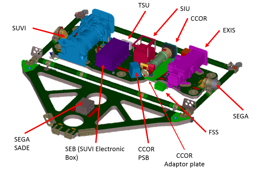 TSU
SIU
CCOR
SUVI
EXIS
SEGA
SADE
SEB (SUVI Electronic
Box)
CCOR
PSB
CCOR
Adaptor plate
FSS
SEGA